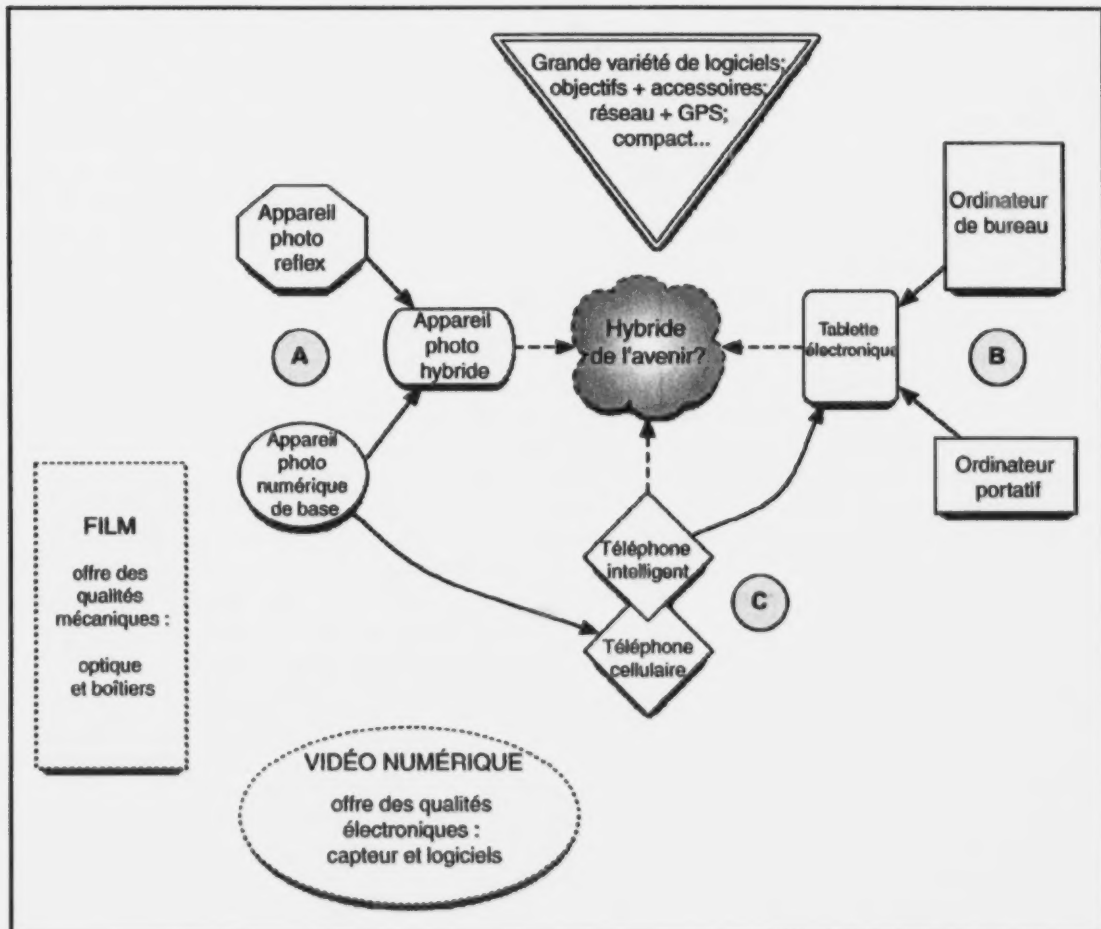 Grande variété de logiciels;
objectifs + accessoires;
réseau + GPS;
compact...
Appareil
photo
reflex
Ordinateur
de bureau
A
Appareil
photo
hybride
Hybride
de l'avenir?
Tablette
électronique
B
Appareil
photo
numérique
de base
Ordinateur
portatif
FILM
offre des
qualités
mécaniques :
optique
et boîtiers
Téléphone
intelligent
C
Téléphone
cellulaire
VIDÉO NUMÉRIQUE
offre des qualités
électroniques :
capteur et logiciels